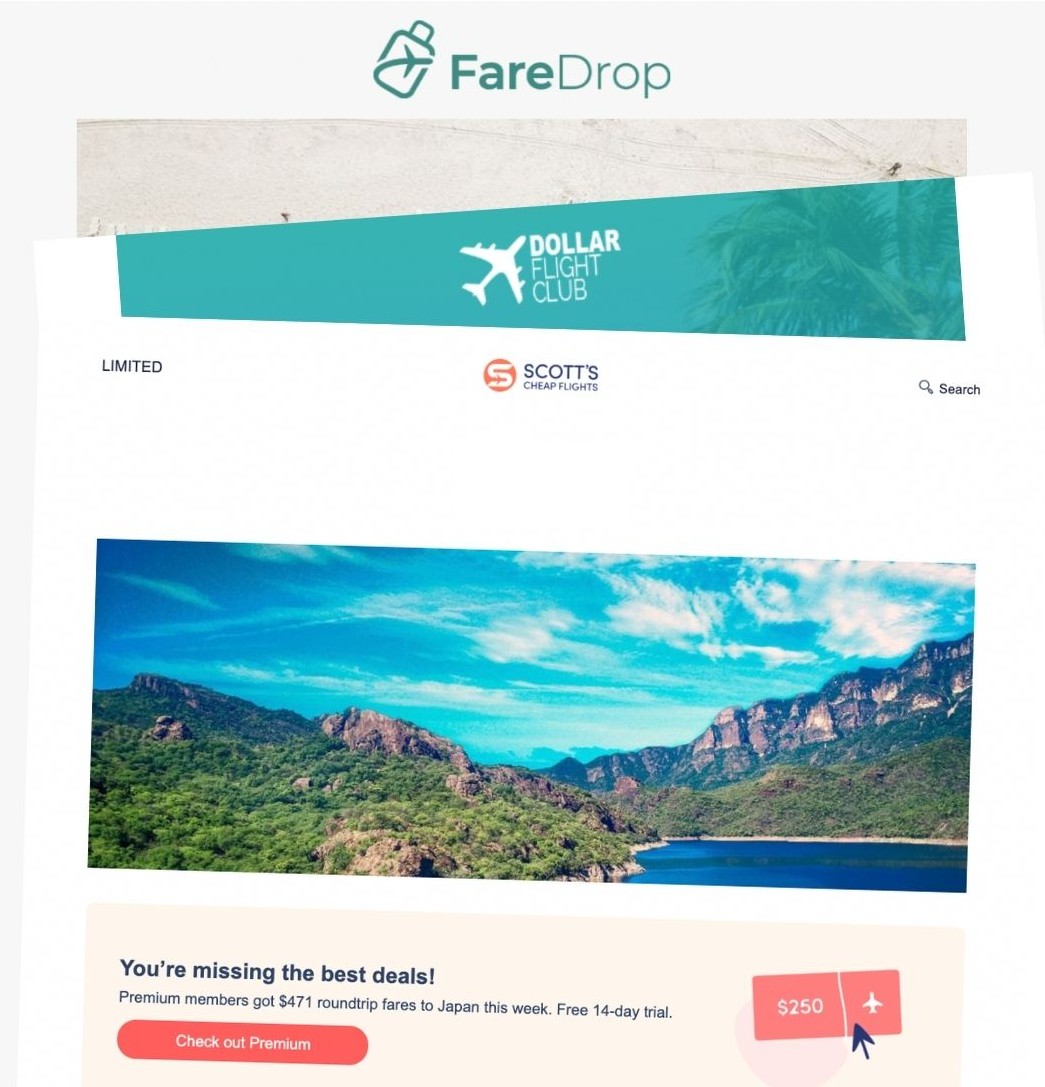 FareDrop
DOLLAR
FLIGHT
CLUB
LIMITED
SCOTT'S
CHEAP FLIGHTS
Search
You're missing the best deals!
Premium members got $471 roundtrip fares to Japan this week. Free 14-day trial.
$250
Check out Premium